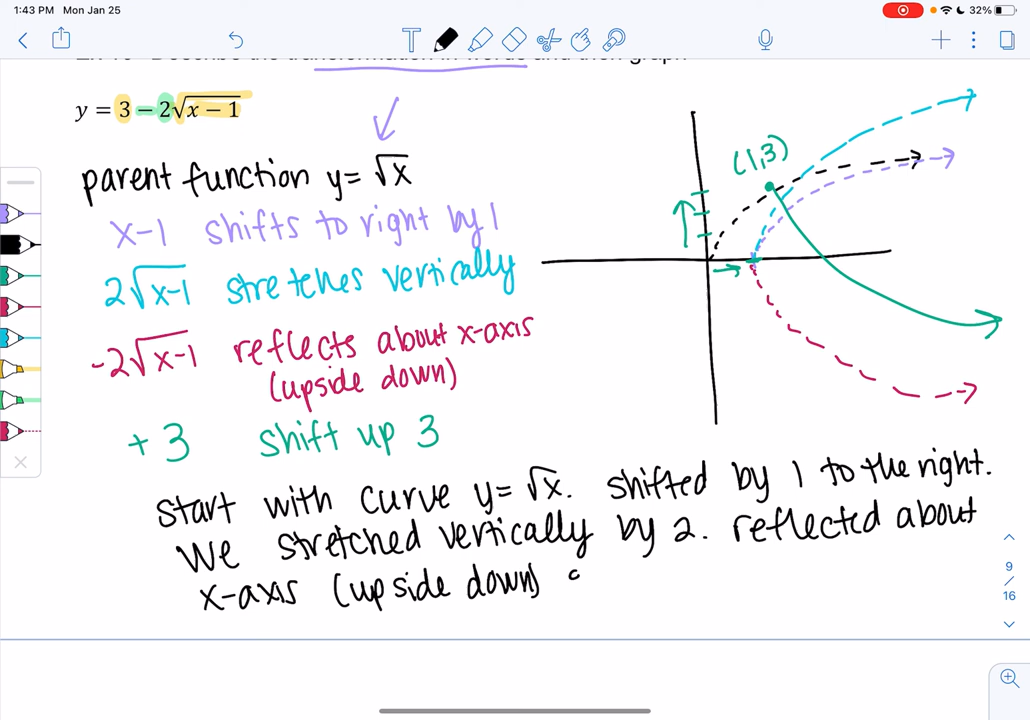 1:43 PM Mon Jan 25
32%
y = 3 − 2√x − 1
parent function y= √x
x-1 shifts to right by 1
2√x-1 stretches vertically
-2√x-1 reflects about x-axis
(upside down)
+ 3 shift up 3
(1,3)
start with curve y= √x. shifted by 1 to the right.
We stretched vertically by 2. reflected about
x-axis (upside down)
9
/
16